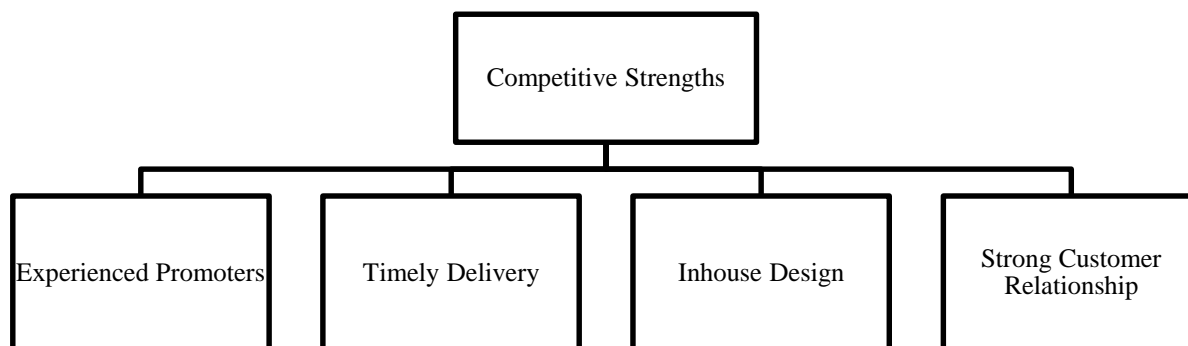 Competitive Strengths
Experienced Promoters
Timely Delivery
Inhouse Design
Strong Customer
Relationship